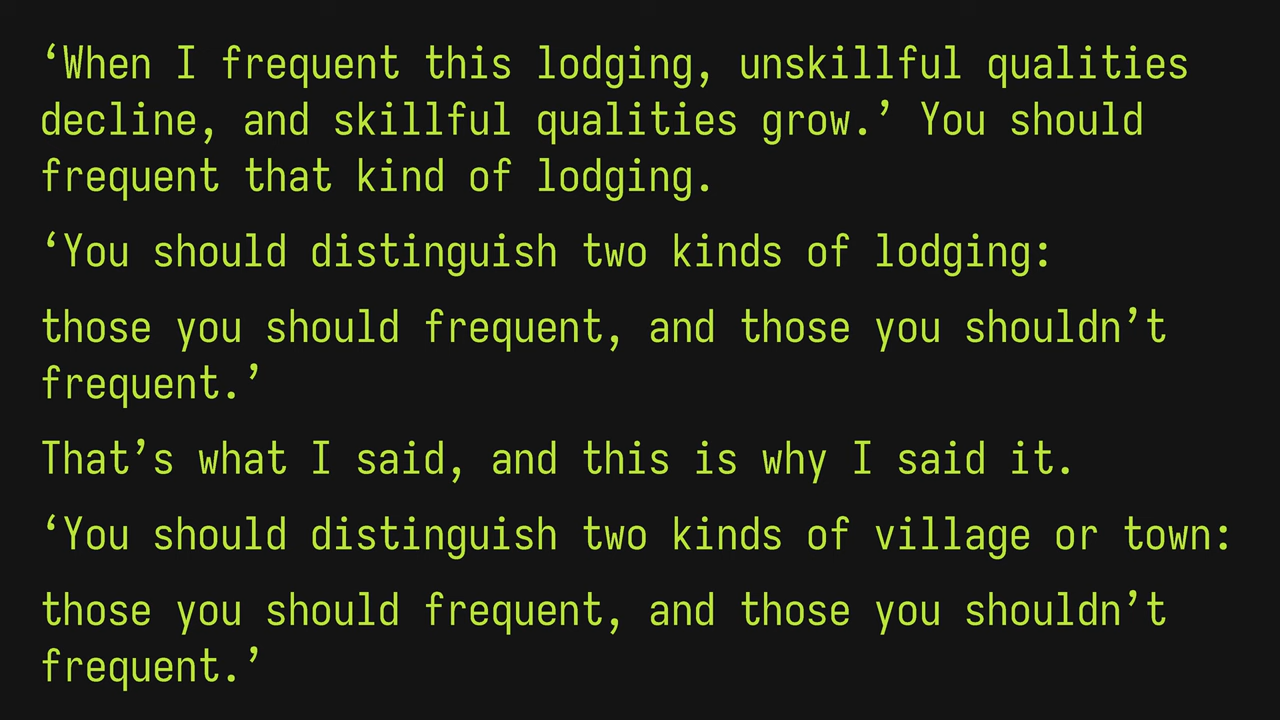 ‘When I frequent this lodging, unskillful qualities
decline, and skillful qualities grow.’ You should
frequent that kind of lodging.
‘You should distinguish two kinds of lodging:
those you should frequent, and those you shouldn’t
frequent.’
That’s what I said, and this is why I said it.
‘You should distinguish two kinds of village or town:
those you should frequent, and those you shouldn’t
frequent.’